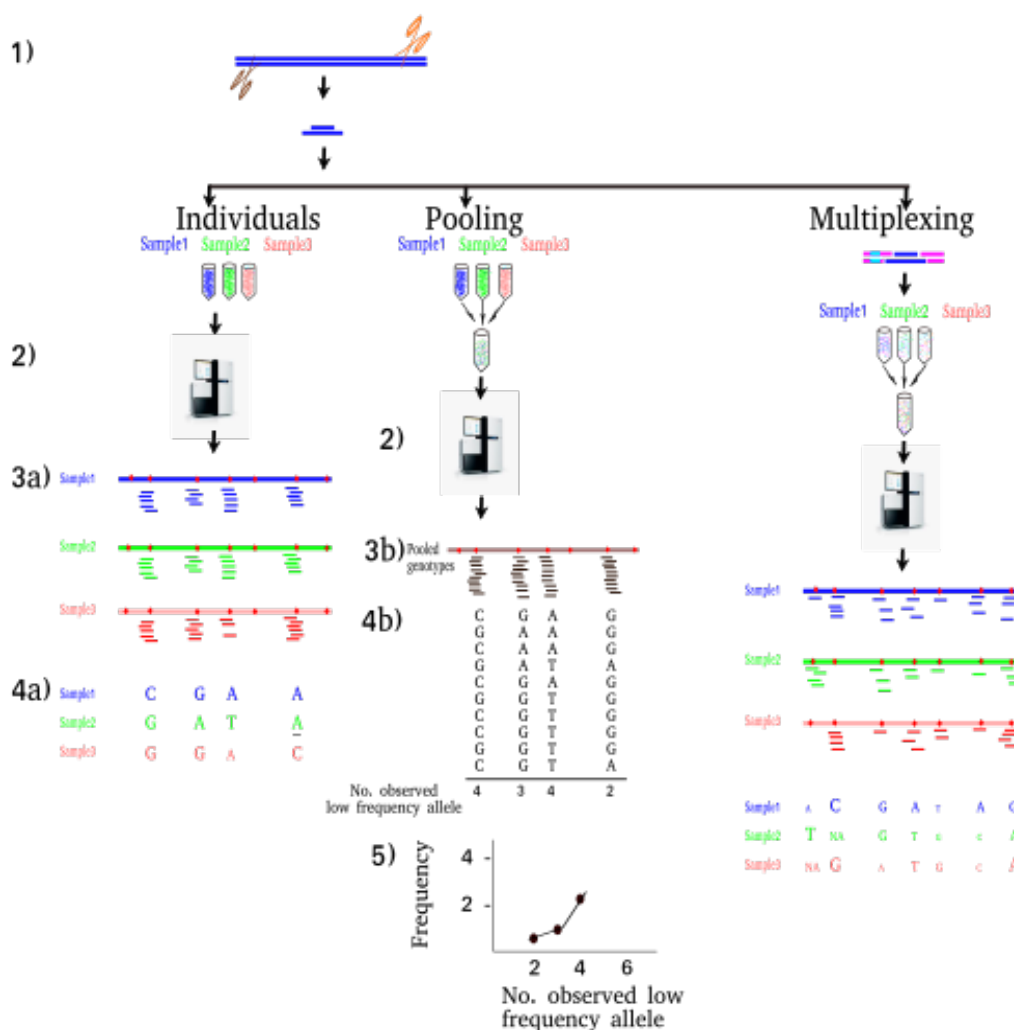 1)
Individuals
Sample1 Sample2 Sample3
Pooling
Sample1 Sample2 Sample3
Multiplexing
Sample1 Sample2 Sample3
2)
2)
3a)
Sample1
Sample2
Sample3
3b) Pooled
genotypes
4a)
Sample1 C G A A
Sample2 G A T A
Sample3 G G A C
4b)
C G A G
G A A G
C A A G
G A T A
C G A G
G G T G
C G T G
C G T G
G G T G
C G T A
No. observed
low frequency allele 4 3 4 2
Sample1
Sample2
Sample3
Sample1 A C G A T A G
Sample2 T NA G T G C A
Sample3 NA G A T G C A
5)
Frequency
4
2
2 4 6
No. observed low
frequency allele